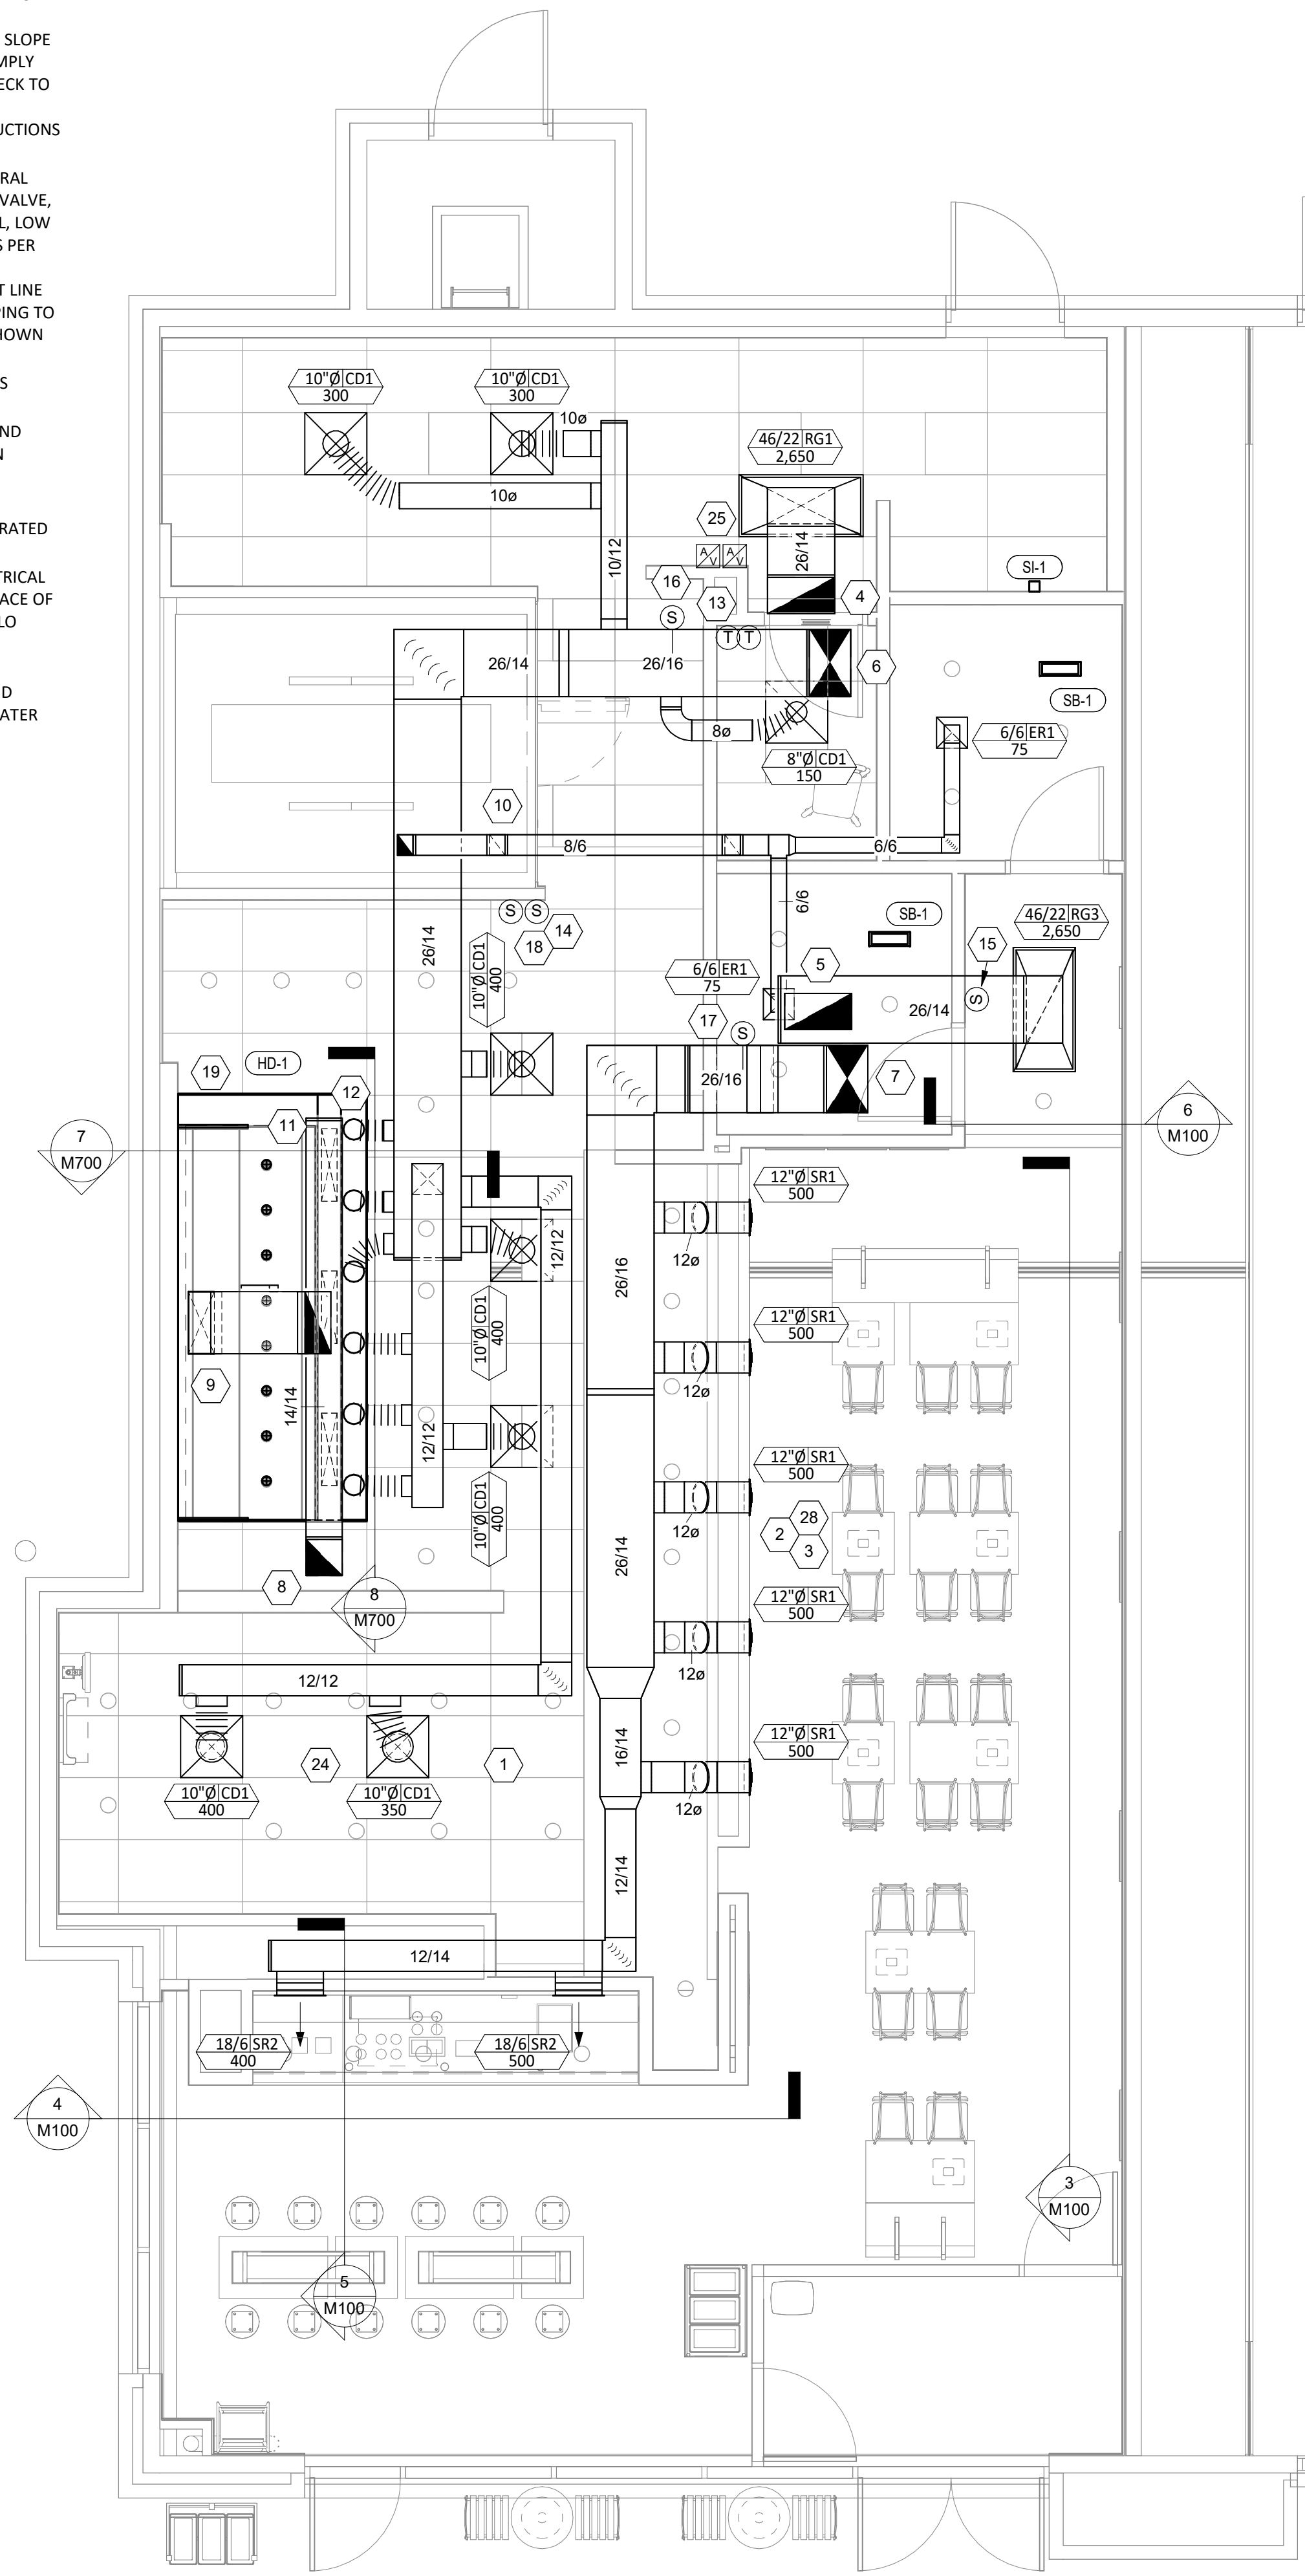 SLOPE
MPLY
ECK TO
UCTIONS
RAL
VALVE,
L, LOW
S PER
T LINE
PING TO
HOWN
S
ND
N
RATED
TRICAL
ACE OF
LO
D
ATER
10"Ø CD1
300
10"Ø CD1
300
10ø
46/22 RG1
2,650
10ø
25
26/14
10/12
A/V
A/V
SI-1
16
13
4
S
T
T
26/14
26/16
6
SB-1
8ø
6/6 ER1
75
8"Ø CD1
150
10
8/6
6/6
6/6
S
S
14
18
SB-1
46/22 RG3
2,650
26/14
10"Ø CD1
400
6/6 ER1
75
5
15
S
26/14
17
S
HD-1
19
12
26/16
7
11
6
M100
7
M700
12"Ø SR1
500
12/12
12ø
26/16
12"Ø SR1
500
10"Ø CD1
400
12ø
9
14/14
12/12
12"Ø SR1
500
10"Ø CD1
400
28
2
3
12ø
26/14
8
8
M700
12"Ø SR1
500
12ø
12/12
16/14
12"Ø SR1
500
24
1
10"Ø CD1
400
10"Ø CD1
350
12ø
12/14
12/14
18/6 SR2
400
18/6 SR2
500
4
M100
3
M100
5
M100